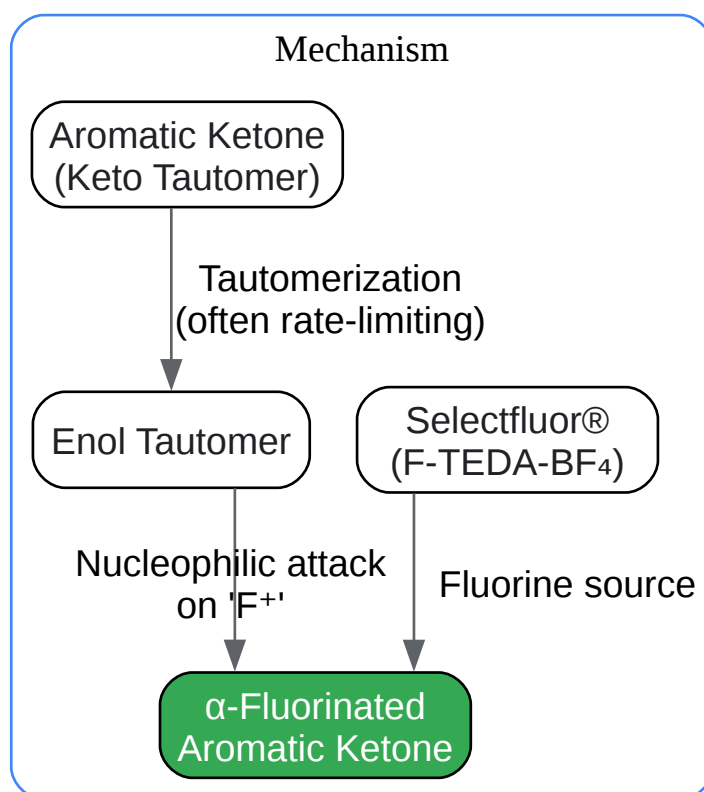 Mechanism
Aromatic Ketone
(Keto Tautomer)
Tautomerization
(often rate-limiting)
Enol Tautomer
Selectfluor®
(F-TEDA-BF₄)
Nucleophilic attack
on 'F⁺'
Fluorine source
α-Fluorinated
Aromatic Ketone